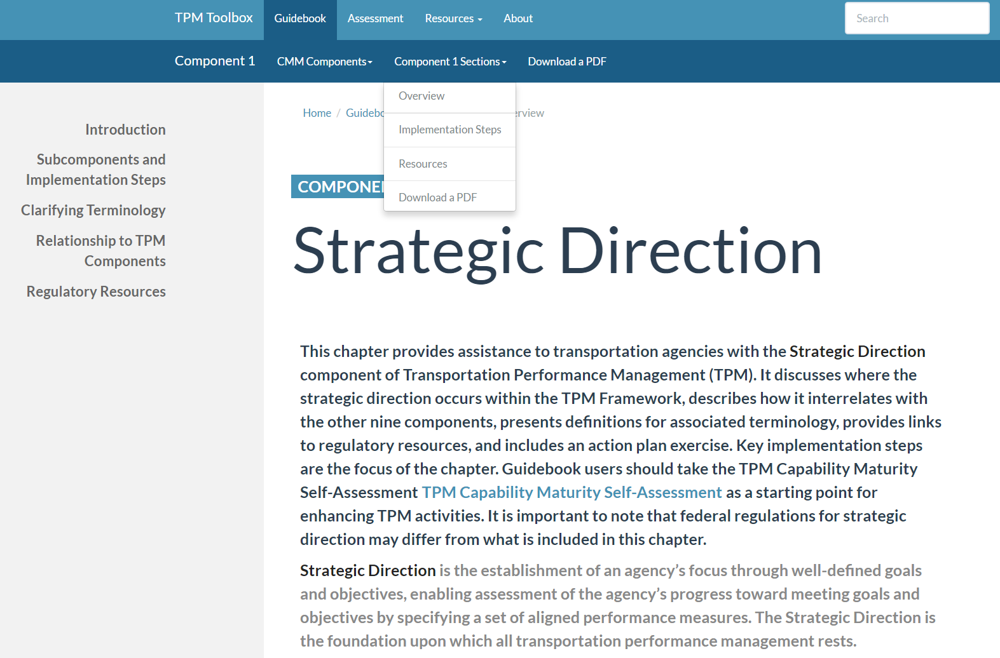 TPM Toolbox Guidebook Assessment Resources About Search
Component 1 CMM Components Component 1 Sections Download a PDF
Overview
Implementation Steps
Resources
Download a PDF
Introduction
Subcomponents and
Implementation Steps
Clarifying Terminology
Relationship to TPM
Components
Regulatory Resources
Home /
Strategic Direction
This chapter provides assistance to transportation agencies with the Strategic Direction
component of Transportation Performance Management (TPM). It discusses where the
strategic direction occurs within the TPM Framework, describes how it interrelates with
the other nine components, presents definitions for associated terminology, provides links
to regulatory resources, and includes an action plan exercise. Key implementation steps
are the focus of the chapter. Guidebook users should take the TPM Capability Maturity
Self-Assessment TPM Capability Maturity Self-Assessment as a starting point for
enhancing TPM activities. It is important to note that federal regulations for strategic
direction may differ from what is included in this chapter.
Strategic Direction is the establishment of an agency’s focus through well-defined goals
and objectives, enabling assessment of the agency’s progress toward meeting goals and
objectives by specifying a set of aligned performance measures. The Strategic Direction is
the foundation upon which all transportation performance management rests.